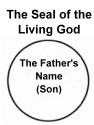 The Seal of the
Living God
The Father's
Name
(Son)